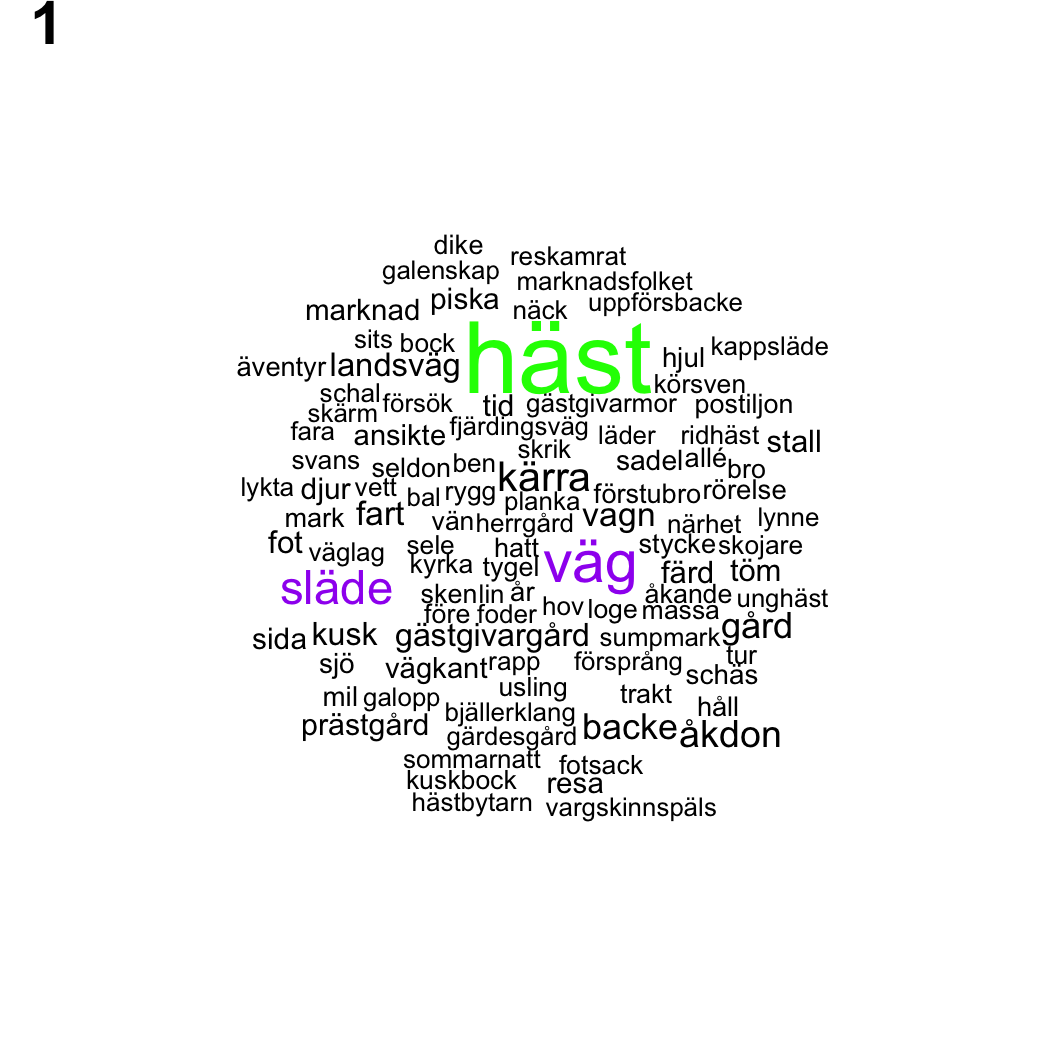 1
dike
reskamrat
galenskap
marknadsfolket
marknad piska näck uppförsbacke
häst
sits bock
hjul kappsläde
äventyr landsväg
körsven
schal försök
skärm
tid gästgivarmor postiljon
fara ansikte fjärdingsväg läder ridhäst stall
skrik
svans seldon ben kärra sadel allé bro
lykta djur vett bal rygg planka förstubro rörelse
mark fart vän herrgård vagn närhet lynne
fot väglag sele hatt väg stycke skojare
kyrka tygel färd töm
släde skenlin år åkande unghäst
före foder hov loge massa
sida kusk gästgivargård sumpmark gård
sjö vägkant rapp försprång tur
schäs
usling
mil galopp trakt håll
prästgård bjällerklang backe åkdon
gärdesgård
sommarnatt fotsack
kuskbock resa
hästbytarn vargskinnspäls